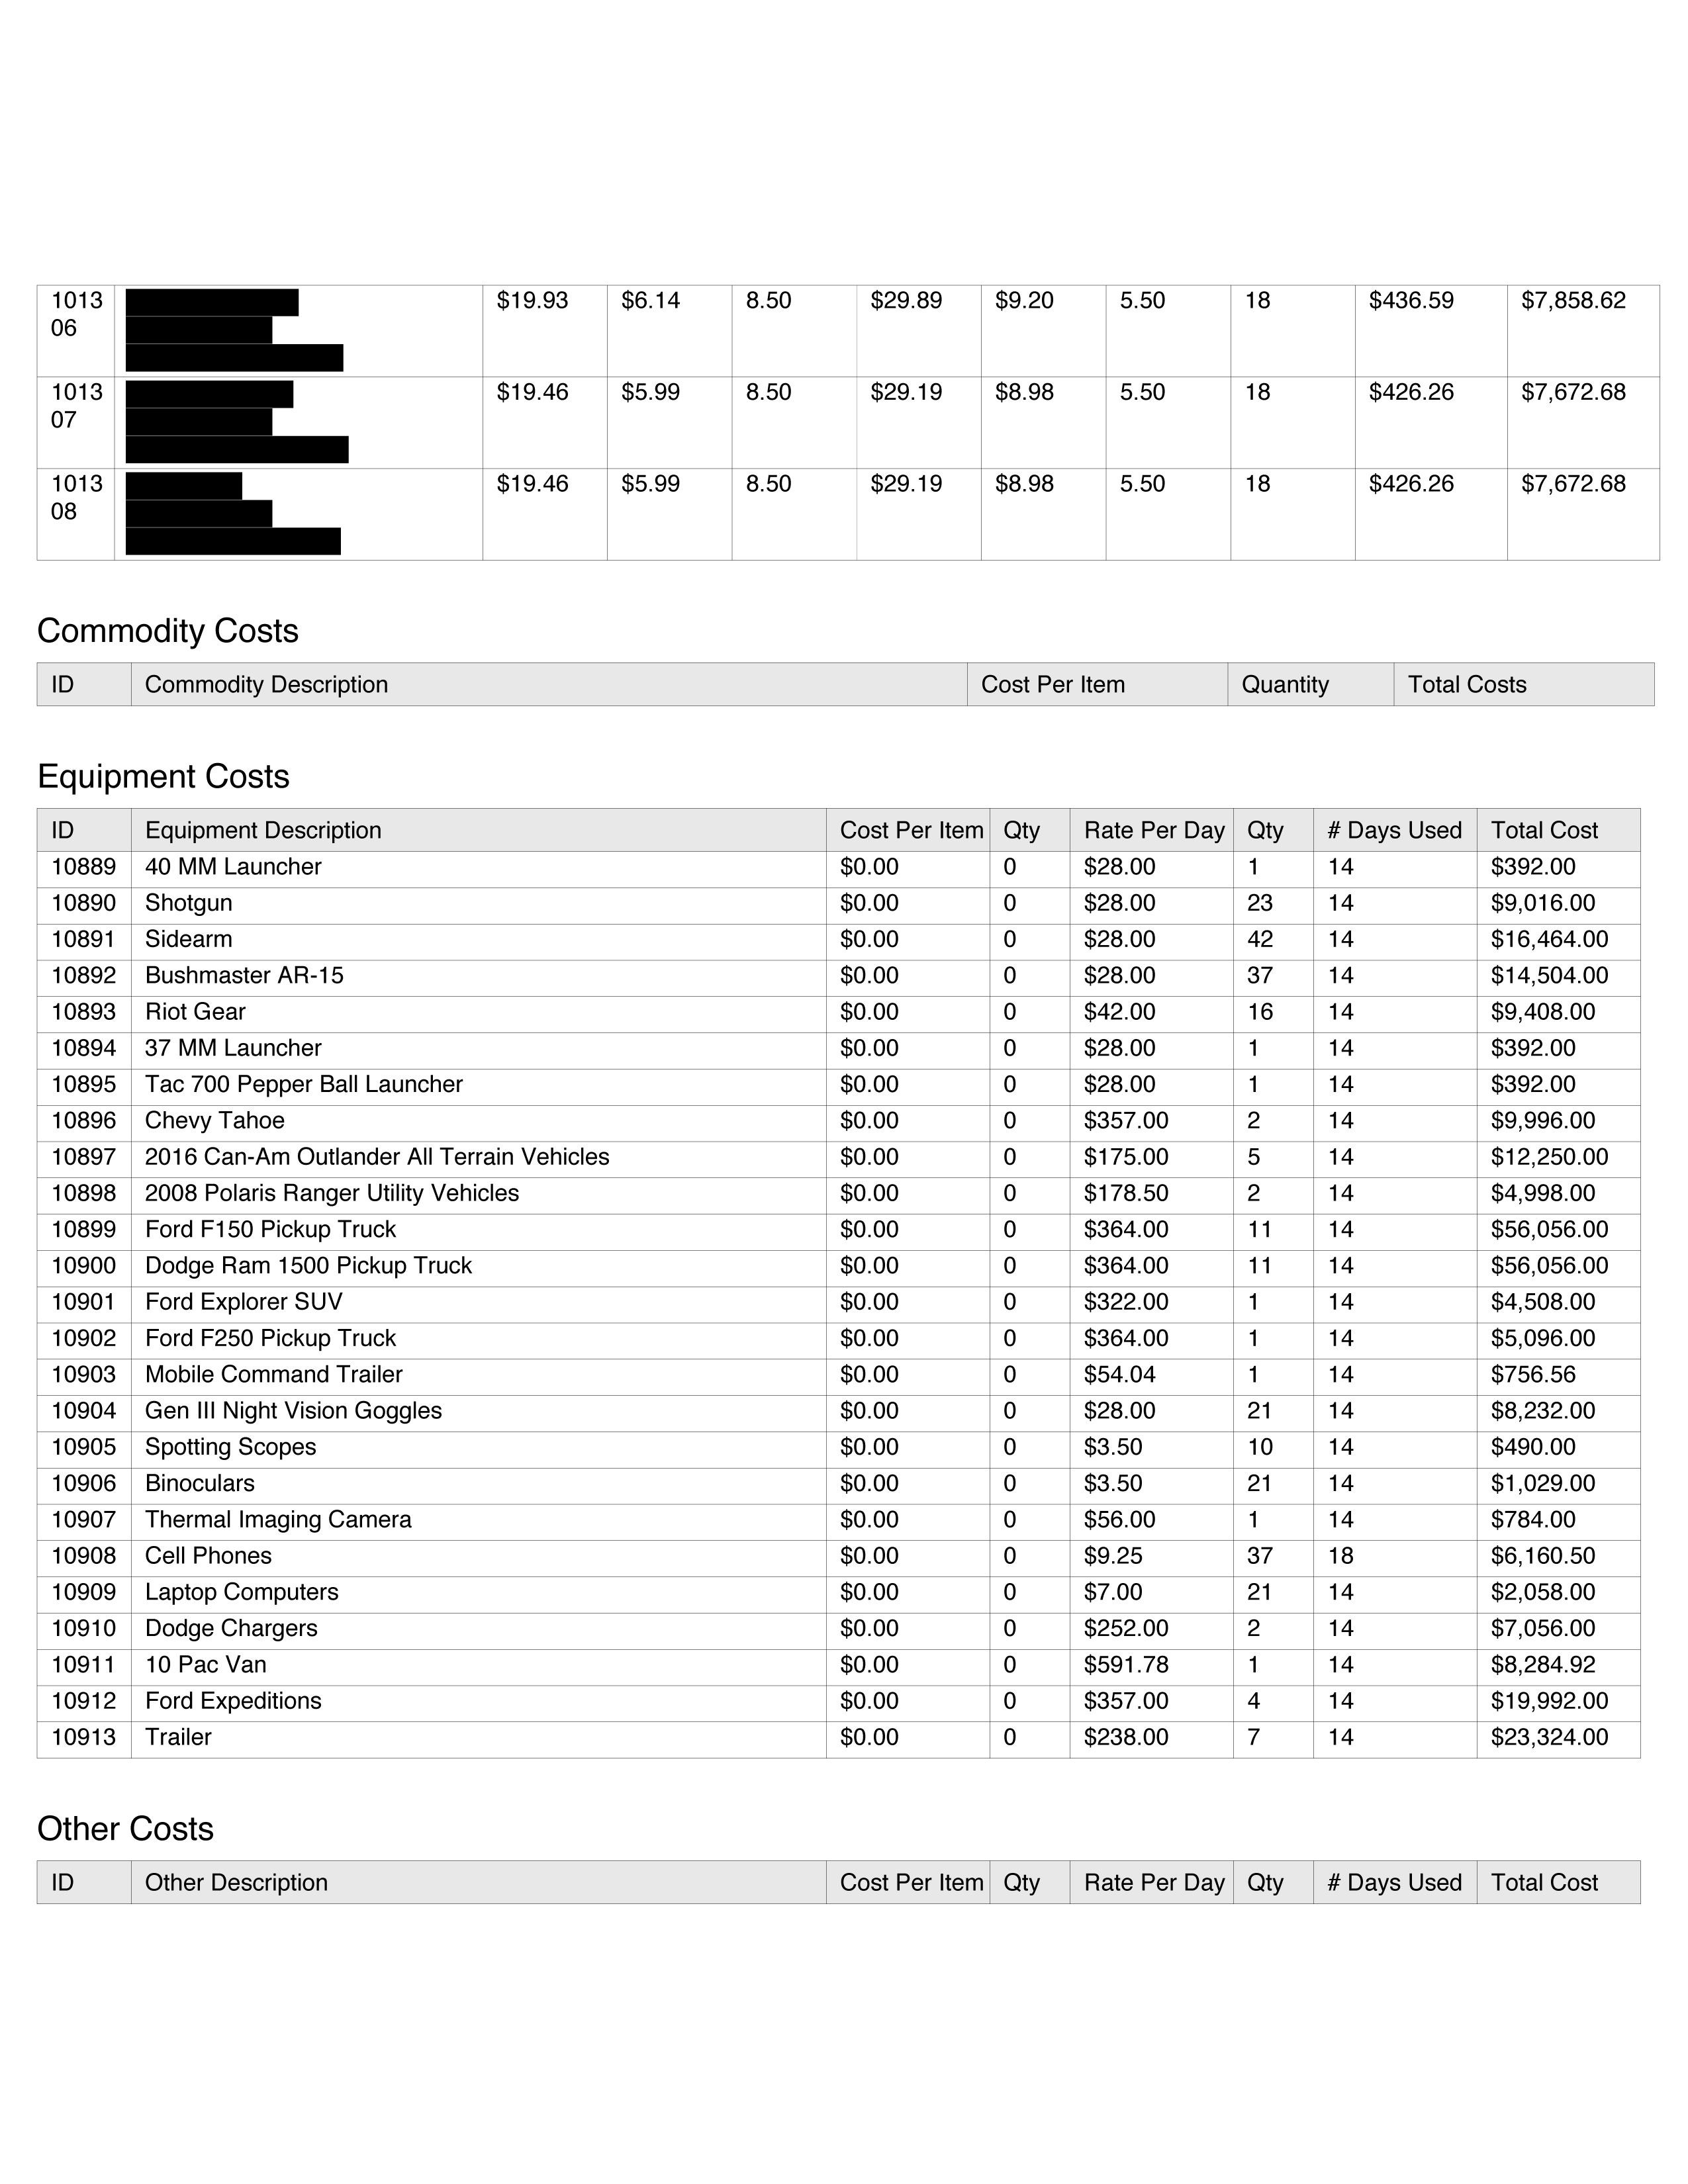 1013 $19.93 $6.14 8.50 $29.89 $9.20 5.50 18 $436.59 $7,858.62
06
1013 $19.46 $5.99 8.50 $29.19 $8.98 5.50 18 $426.26 $7,672.68
07
1013 $19.46 $5.99 8.50 $29.19 $8.98 5.50 18 $426.26 $7,672.68
08
Commodity Costs
ID Commodity Description Cost Per Item Quantity Total Costs
Equipment Costs
ID Equipment Description Cost Per Item Qty Rate Per Day Qty # Days Used Total Cost
10889 40 MM Launcher $0.00 0 $28.00 1 14 $392.00
10890 Shotgun $0.00 0 $28.00 23 14 $9,016.00
10891 Sidearm $0.00 0 $28.00 42 14 $16,464.00
10892 Bushmaster AR-15 $0.00 0 $28.00 37 14 $14,504.00
10893 Riot Gear $0.00 0 $42.00 16 14 $9,408.00
10894 37 MM Launcher $0.00 0 $28.00 1 14 $392.00
10895 Tac 700 Pepper Ball Launcher $0.00 0 $28.00 1 14 $392.00
10896 Chevy Tahoe $0.00 0 $357.00 2 14 $9,996.00
10897 2016 Can-Am Outlander All Terrain Vehicles $0.00 0 $175.00 5 14 $12,250.00
10898 2008 Polaris Ranger Utility Vehicles $0.00 0 $178.50 2 14 $4,998.00
10899 Ford F150 Pickup Truck $0.00 0 $364.00 11 14 $56,056.00
10900 Dodge Ram 1500 Pickup Truck $0.00 0 $364.00 11 14 $56,056.00
10901 Ford Explorer SUV $0.00 0 $322.00 1 14 $4,508.00
10902 Ford F250 Pickup Truck $0.00 0 $364.00 1 14 $5,096.00
10903 Mobile Command Trailer $0.00 0 $54.04 1 14 $756.56
10904 Gen III Night Vision Goggles $0.00 0 $28.00 21 14 $8,232.00
10905 Spotting Scopes $0.00 0 $3.50 10 14 $490.00
10906 Binoculars $0.00 0 $3.50 21 14 $1,029.00
10907 Thermal Imaging Camera $0.00 0 $56.00 1 14 $784.00
10908 Cell Phones $0.00 0 $9.25 37 18 $6,160.50
10909 Laptop Computers $0.00 0 $7.00 21 14 $2,058.00
10910 Dodge Chargers $0.00 0 $252.00 2 14 $7,056.00
10911 10 Pac Van $0.00 0 $591.78 1 14 $8,284.92
10912 Ford Expeditions $0.00 0 $357.00 4 14 $19,992.00
10913 Trailer $0.00 0 $238.00 7 14 $23,324.00
Other Costs
ID Other Description Cost Per Item Qty Rate Per Day Qty # Days Used Total Cost